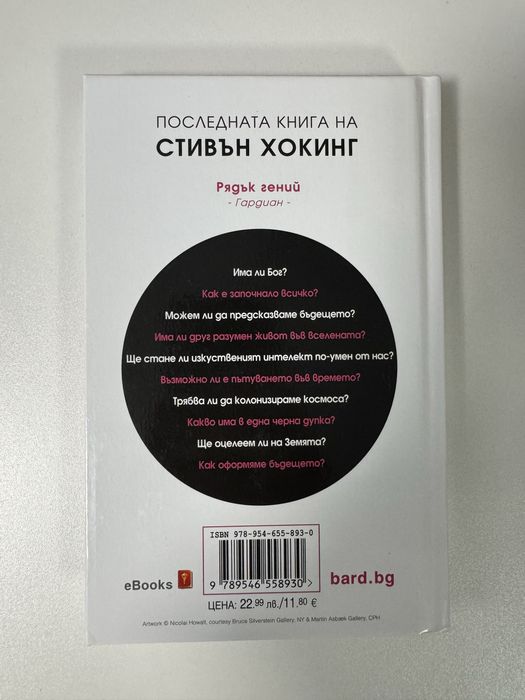 ПОСЛЕДНАТА КНИГА НА
СТИВЪН ХОКИНГ
Рядък гений
- Гардиан -
Има ли Бог?
Как е започнало всичко?
Можем ли да предсказваме бъдещето?
Има ли друг разумен живот във вселената?
Ще стане ли изкуственият интелект по-умен от нас?
Възможно ли е пътуването във времето?
Трябва ли да колонизираме космоса?
Какво има в една черна дупка?
Ще оцелеем ли на Земята?
Как оформяме бъдещето?
ISBN 978-954-655-893-0
eBooks
9 789546 558930 >
bard.bg
ЦЕНА: 22.99 лв./11.80 €
Artwork © Nicolai Howalt, courtesy Bruce Silverstein Gallery, NY & Martin Asbæk Gallery, CPH